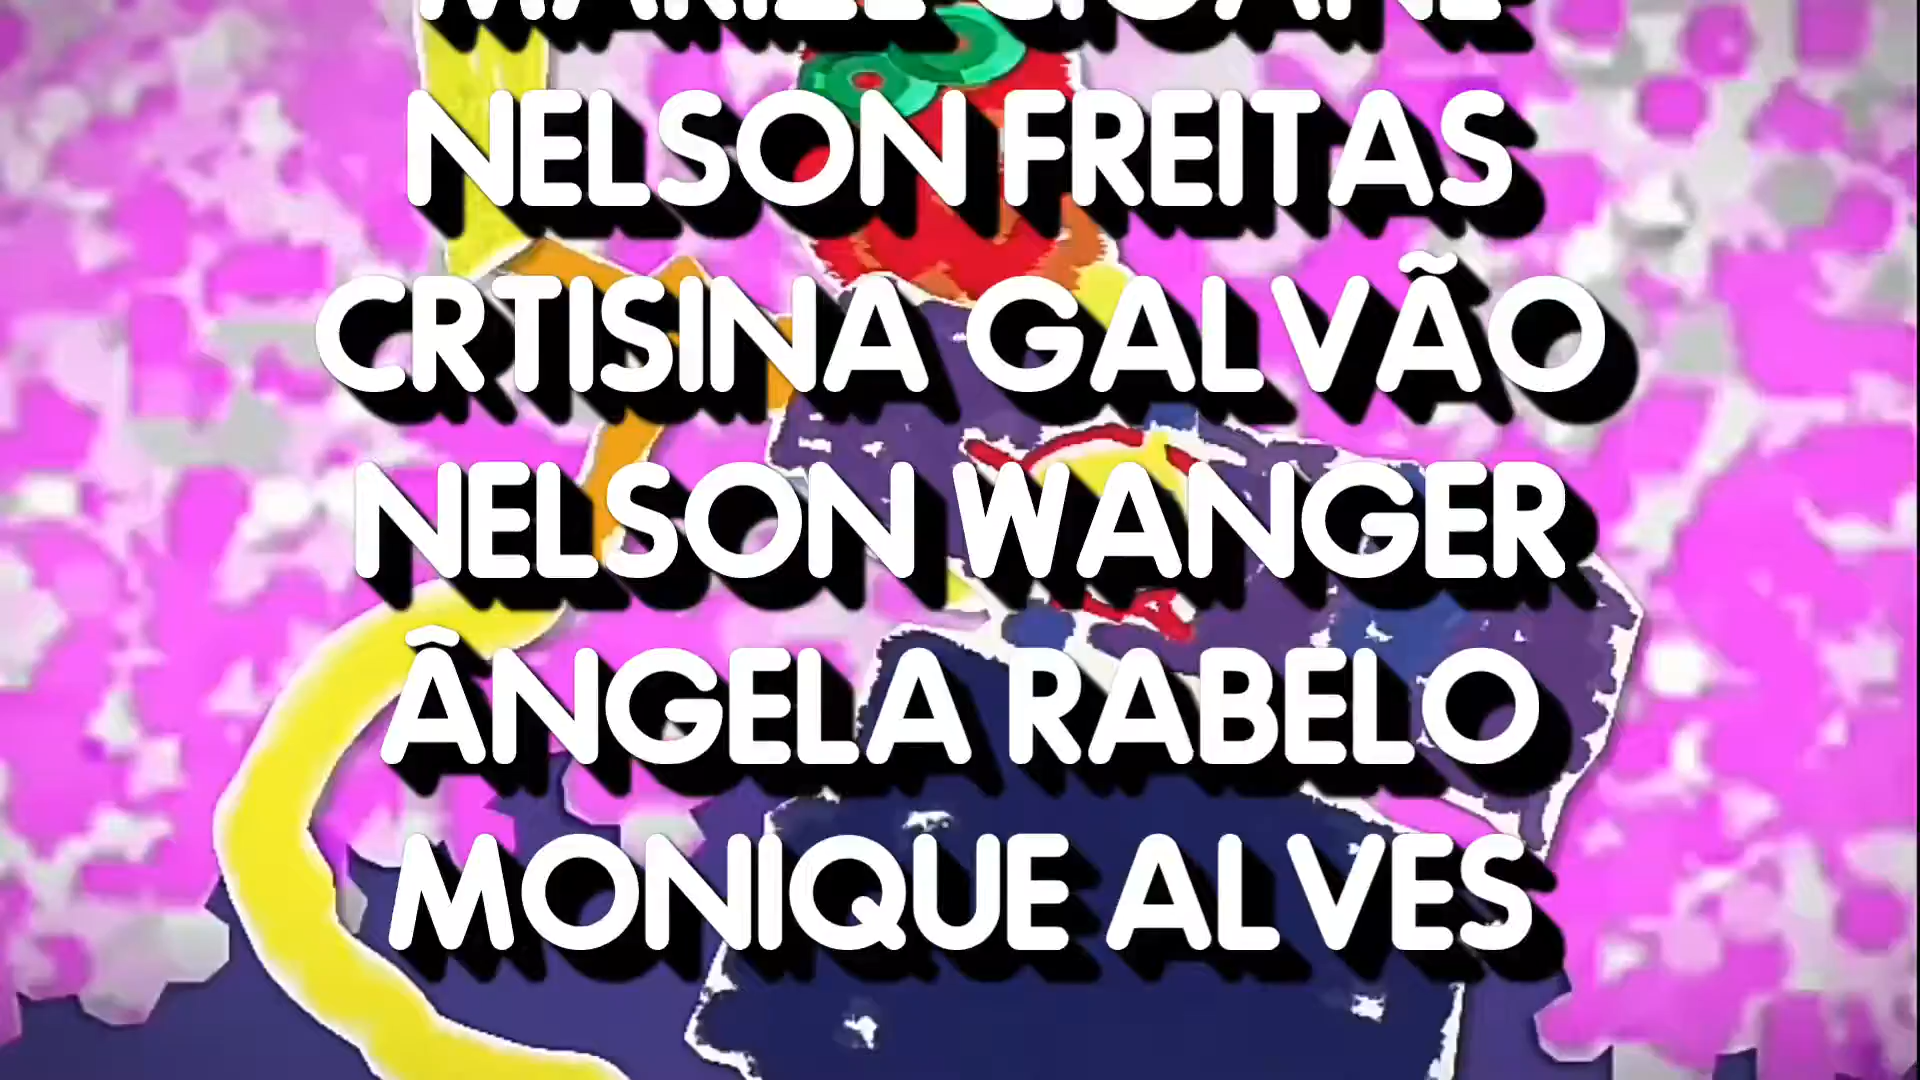 NELSON FREITAS
CRTISINA GALVÃO
NELSON WANGER
ÂNGELA RABELO
MONIQUE ALVES